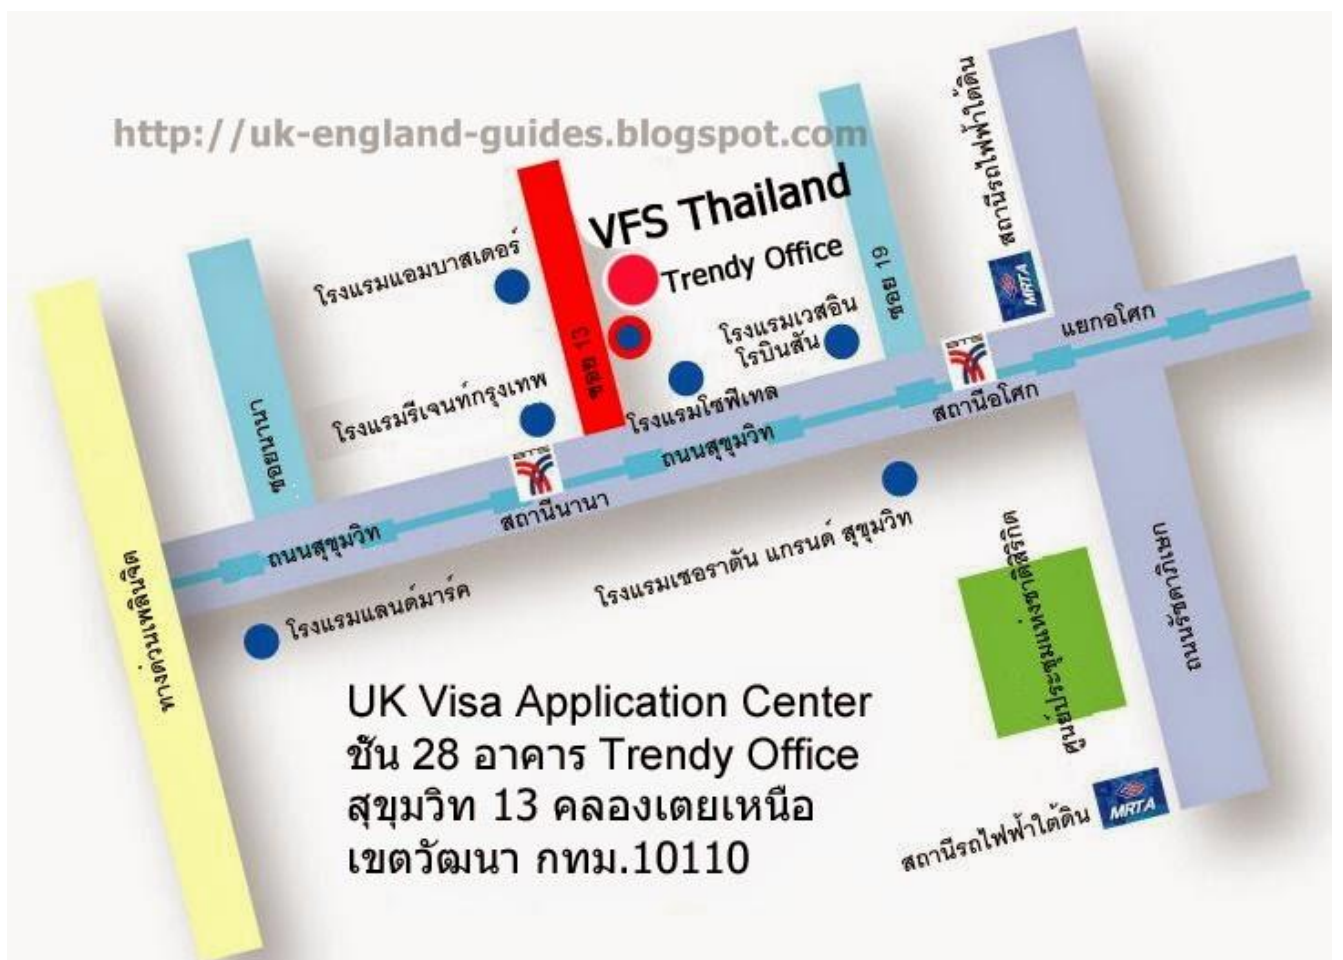 http://uk-england-guides.blogspot.com
สถานีรถไฟฟ้าใต้ดิน
VFS Thailand
Trendy Office
โรงแรมแอมบาสเดอร์
ซอย 19
MRTA
โรงแรมเวสอิน
โรบินสัน
แยกอโศก
ซอย 13
BTS
สถานีอโศก
โรงแรมรีเจนท์กรุงเทพ
โรงแรมโซฟีเทล
ซอยนานา
ถนนสุขุมวิท
BTS
สถานีนานา
ถนนสุขุมวิท
โรงแรมเชอราตัน แกรนด์ สุขุมวิท
ทางด่วนเพลินจิต
โรงแรมแลนด์มาร์ค
ศูนย์ประชุมแห่งชาติสิริกิติ์
ถนนรัชดาภิเษก
UK Visa Application Center
ชั้น 28 อาคาร Trendy Office
สุขุมวิท 13 คลองเตยเหนือ
เขตวัฒนา กทม.10110
MRTA
สถานีรถไฟฟ้าใต้ดิน